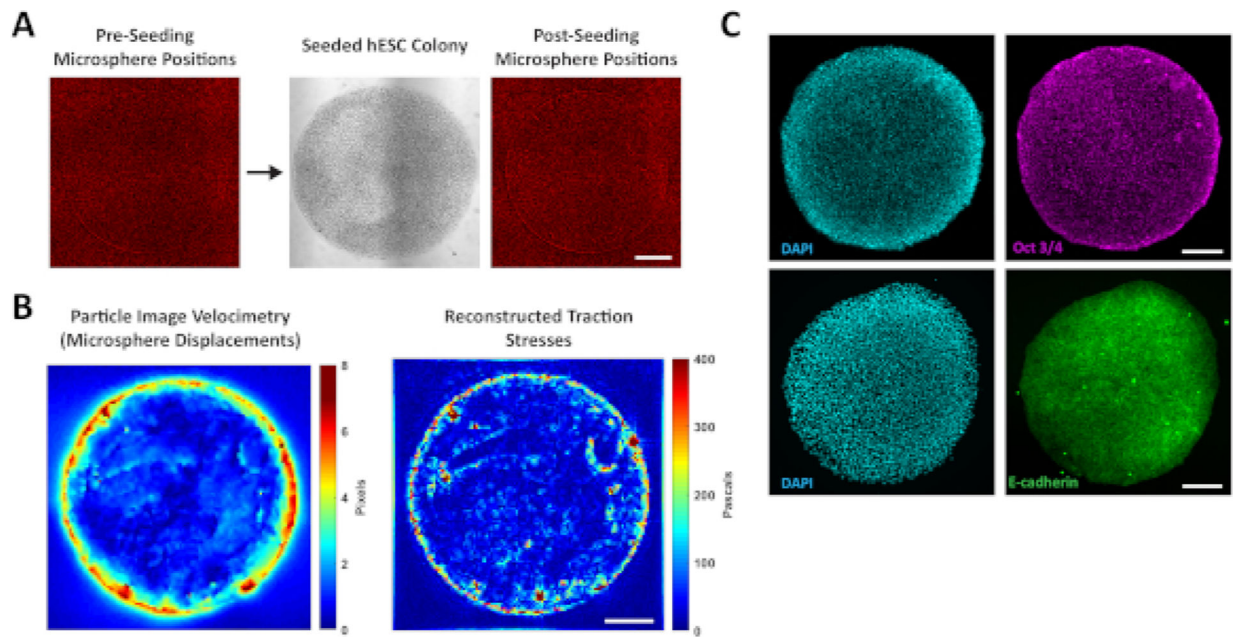 A
Pre-Seeding
Microsphere Positions
Seeded hESC Colony
Post-Seeding
Microsphere Positions
B
Particle Image Velocimetry
(Microsphere Displacements)
8
6
4
2
0
Pixels
Reconstructed Traction
Stresses
400
300
200
100
0
Pascals
C
DAPI
Oct 3/4
DAPI
E-cadherin